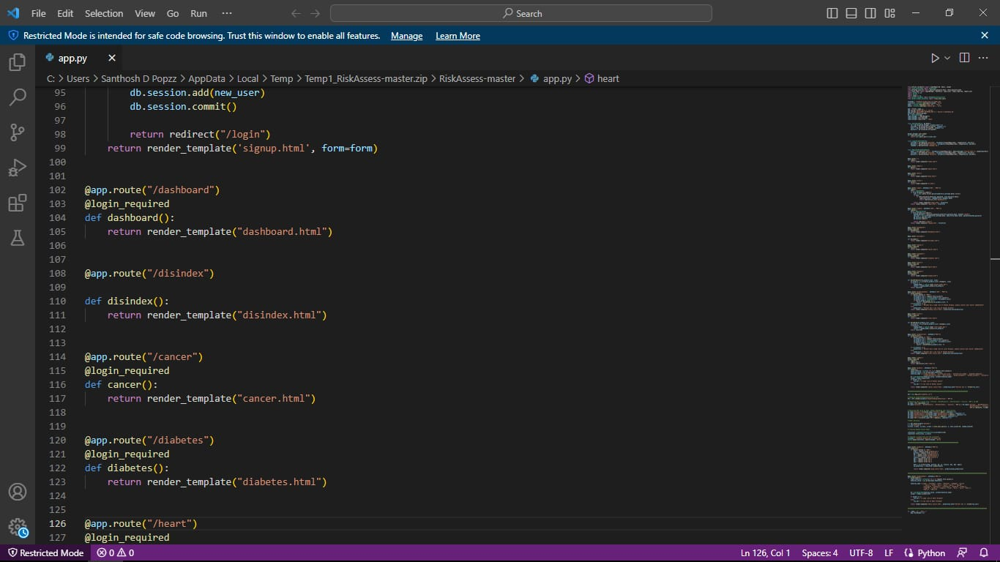 File Edit Selection View Go Run ··· Search
Restricted Mode is intended for safe code browsing. Trust this window to enable all features. Manage Learn More
app.py
C: > Users > Santhosh D Popzz > AppData > Local > Temp > Temp1_RiskAssess-master.zip > RiskAssess-master > app.py > heart
95 db.session.add(new_user)
96 db.session.commit()
97
98 return redirect("/login")
99 return render_template('signup.html', form=form)
100
101
102 @app.route("/dashboard")
103 @login_required
104 def dashboard():
105 return render_template("dashboard.html")
106
107
108 @app.route("/disindex")
109
110 def disindex():
111 return render_template("disindex.html")
112
113
114 @app.route("/cancer")
115 @login_required
116 def cancer():
117 return render_template("cancer.html")
118
119
120 @app.route("/diabetes")
121 @login_required
122 def diabetes():
123 return render_template("diabetes.html")
124
125
126 @app.route("/heart")
127 @login_required
Restricted Mode 0 0 Ln 126, Col 1 Spaces: 4 UTF-8 LF Python